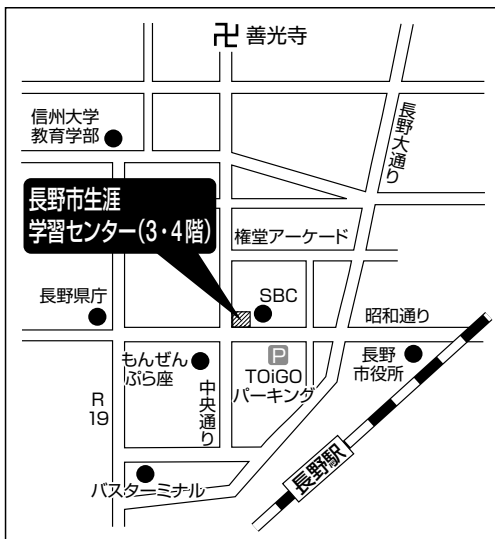 卍 善光寺
信州大学
教育学部
長野大通り
長野市生涯
学習センター(3・4階)
権堂アーケード
長野県庁
SBC
昭和通り
もんぜん
ぷら座
P
TOiGO
パーキング
長野
市役所
R
19
中央通り
バスターミナル
長野駅